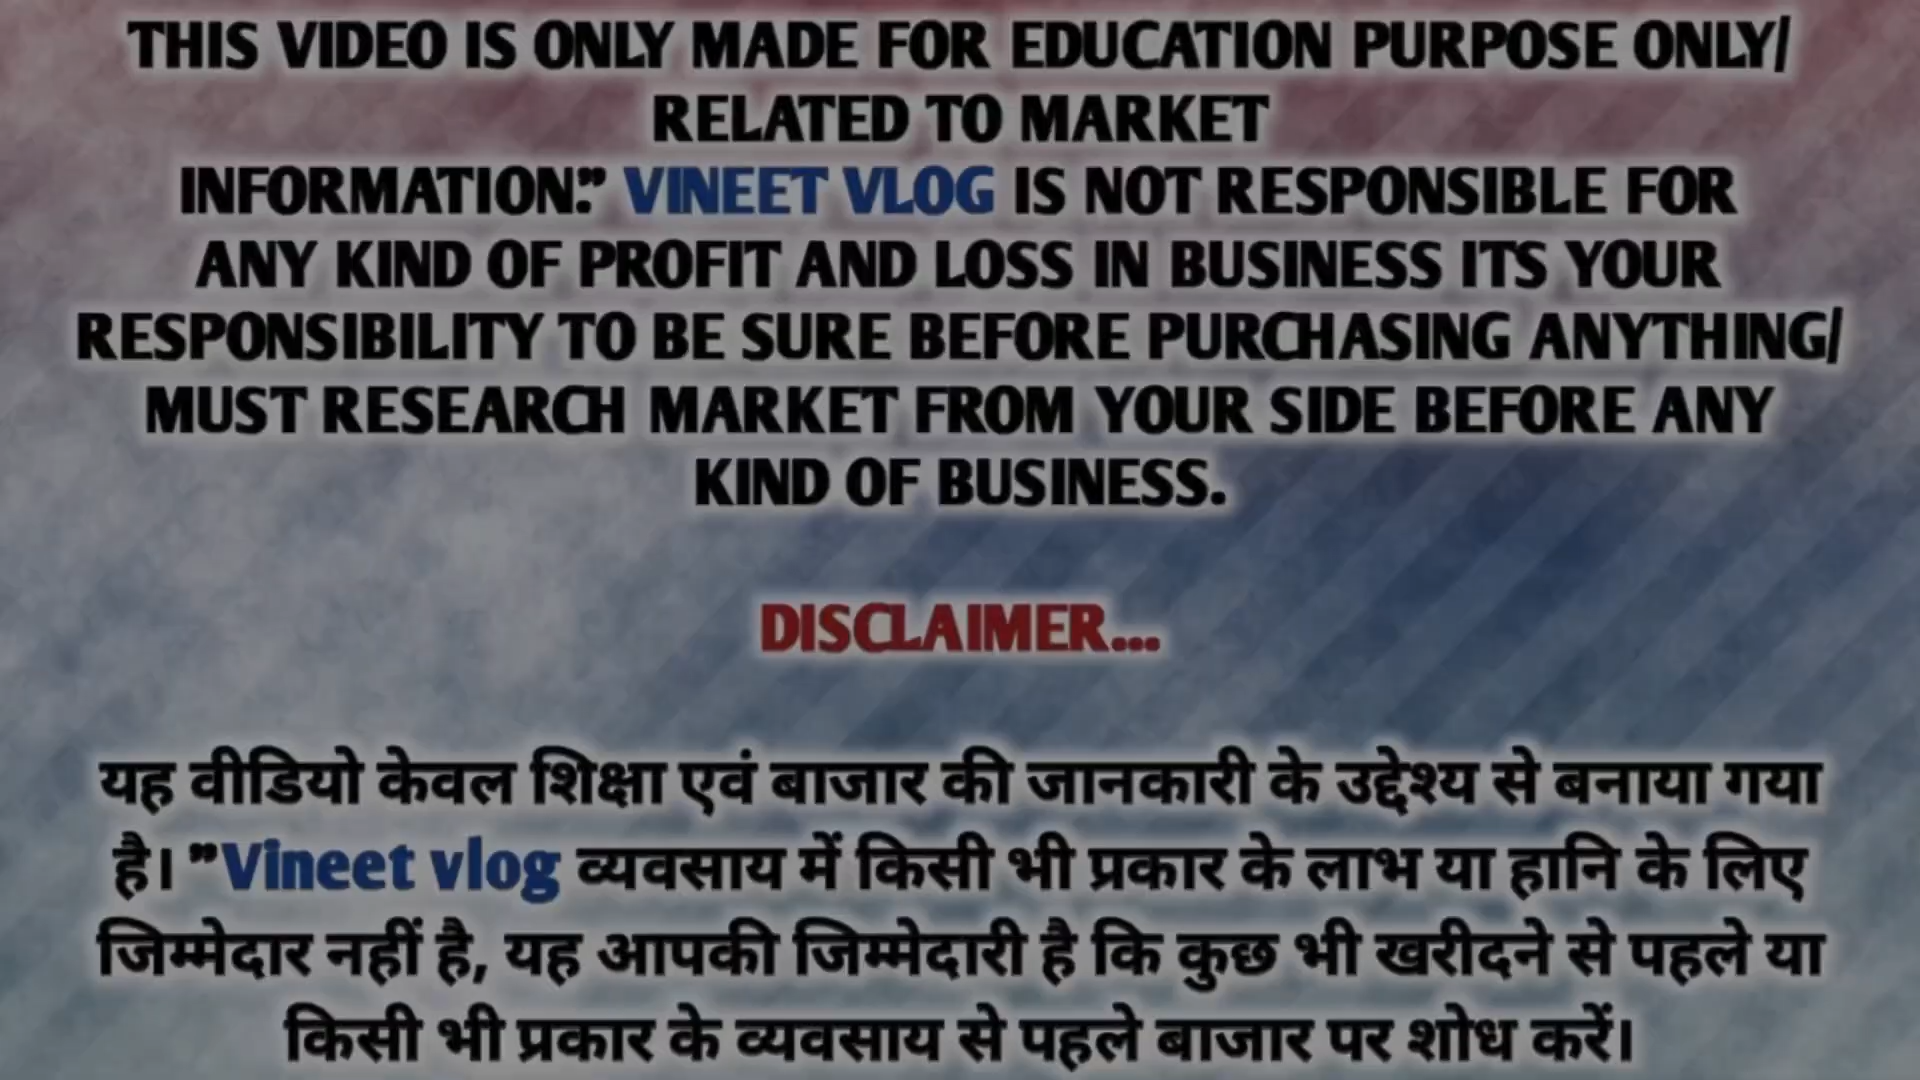 THIS VIDEO IS ONLY MADE FOR EDUCATION PURPOSE ONLY/
RELATED TO MARKET
INFORMATION." VINEET VLOG IS NOT RESPONSIBLE FOR
ANY KIND OF PROFIT AND LOSS IN BUSINESS ITS YOUR
RESPONSIBILITY TO BE SURE BEFORE PURCHASING ANYTHING/
MUST RESEARCH MARKET FROM YOUR SIDE BEFORE ANY
KIND OF BUSINESS.
DISCLAIMER...
यह वीडियो केवल शिक्षा एवं बाजार की जानकारी के उद्देश्य से बनाया गया
है। "Vineet vlog व्यवसाय में किसी भी प्रकार के लाभ या हानि के लिए
जिम्मेदार नहीं है, यह आपकी जिम्मेदारी है कि कुछ भी खरीदने से पहले या
किसी भी प्रकार के व्यवसाय से पहले बाजार पर शोध करें।